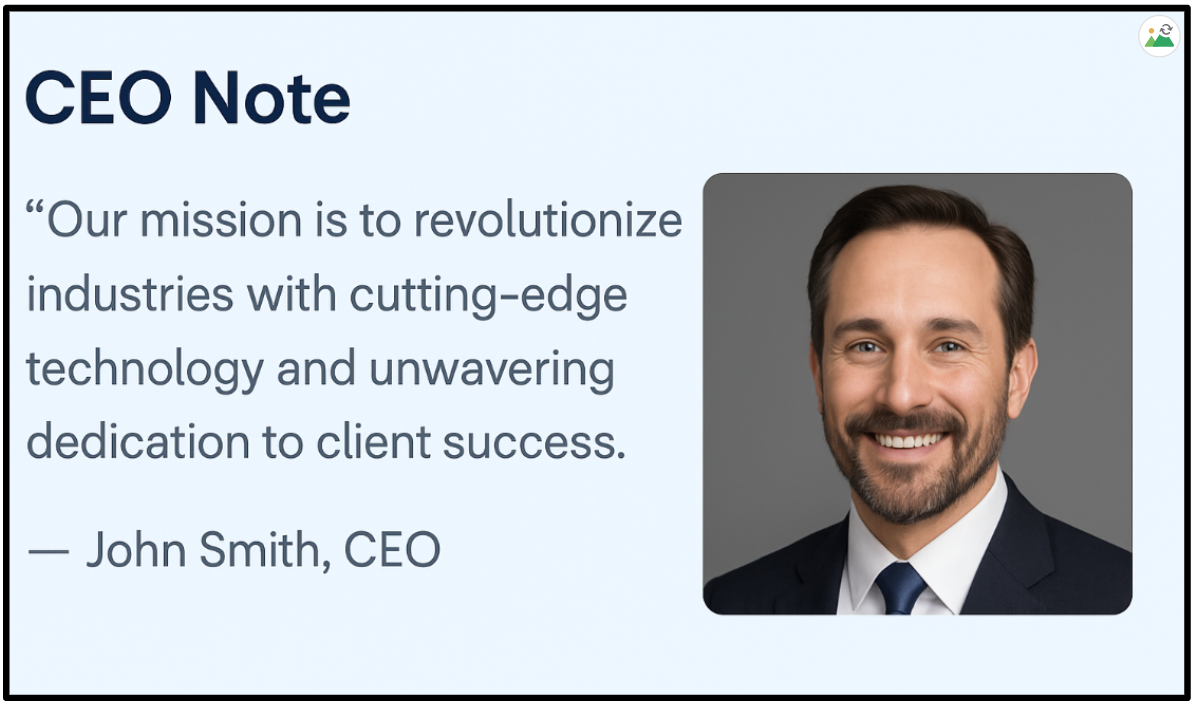 CEO Note
“Our mission is to revolutionize
industries with cutting-edge
technology and unwavering
dedication to client success.
— John Smith, CEO